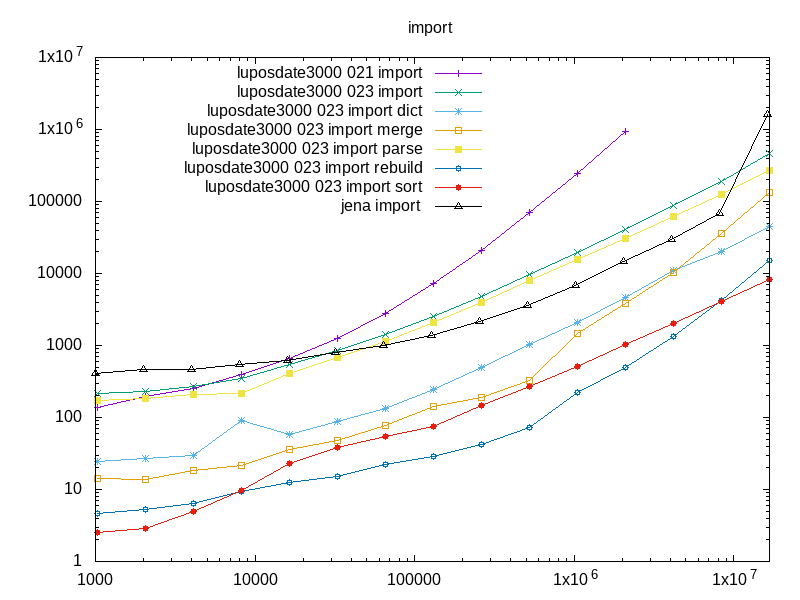 import
1x10^7
luposdate3000 021 import
luposdate3000 023 import
luposdate3000 023 import dict
1x10^6
luposdate3000 023 import merge
luposdate3000 023 import parse
luposdate3000 023 import rebuild
luposdate3000 023 import sort
100000
jena import
10000
1000
100
10
1
1000 10000 100000 1x10^6 1x10^7